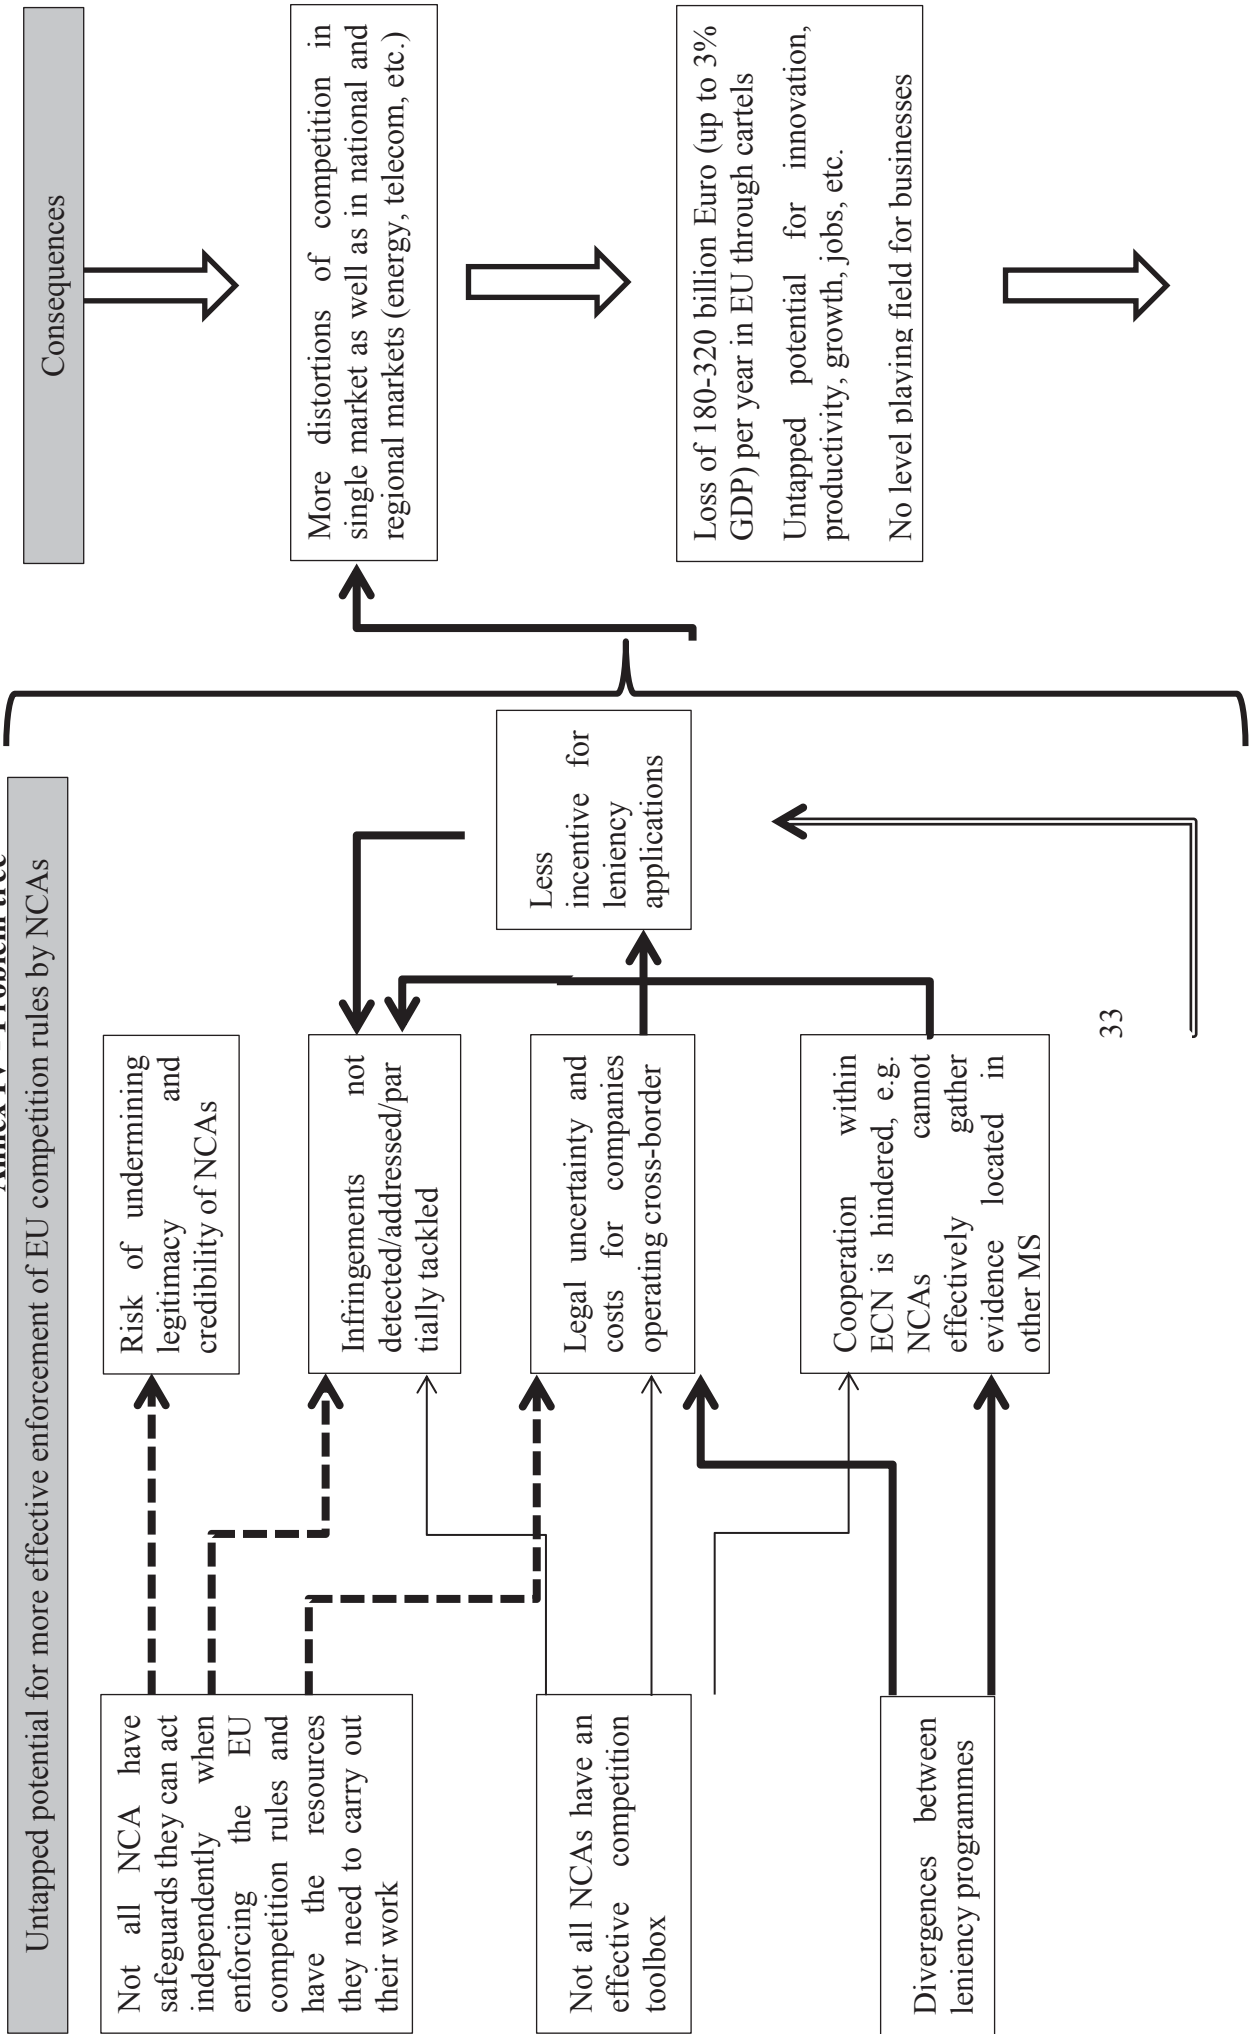 Annex IV - Problem tree
Untapped potential for more effective enforcement of EU competition rules by NCAs
Not all NCA have
safeguards they can act
independently when
enforcing the EU
competition rules and
have the resources
they need to carry out
their work
Not all NCAs have an
effective competition
toolbox
Divergences between
leniency programmes
Risk of undermining
legitimacy and
credibility of NCAs
Infringements not
detected/addressed/par
tially tackled
Legal uncertainty and
costs for companies
operating cross-border
Cooperation within
ECN is hindered, e.g.
NCAs cannot
effectively gather
evidence located in
other MS
Less
incentive for
leniency
applications
Consequences
More distortions of competition in
single market as well as in national and
regional markets (energy, telecom, etc.)
Loss of 180-320 billion Euro (up to 3%
GDP) per year in EU through cartels
Untapped potential for innovation,
productivity, growth, jobs, etc.
No level playing field for businesses
33